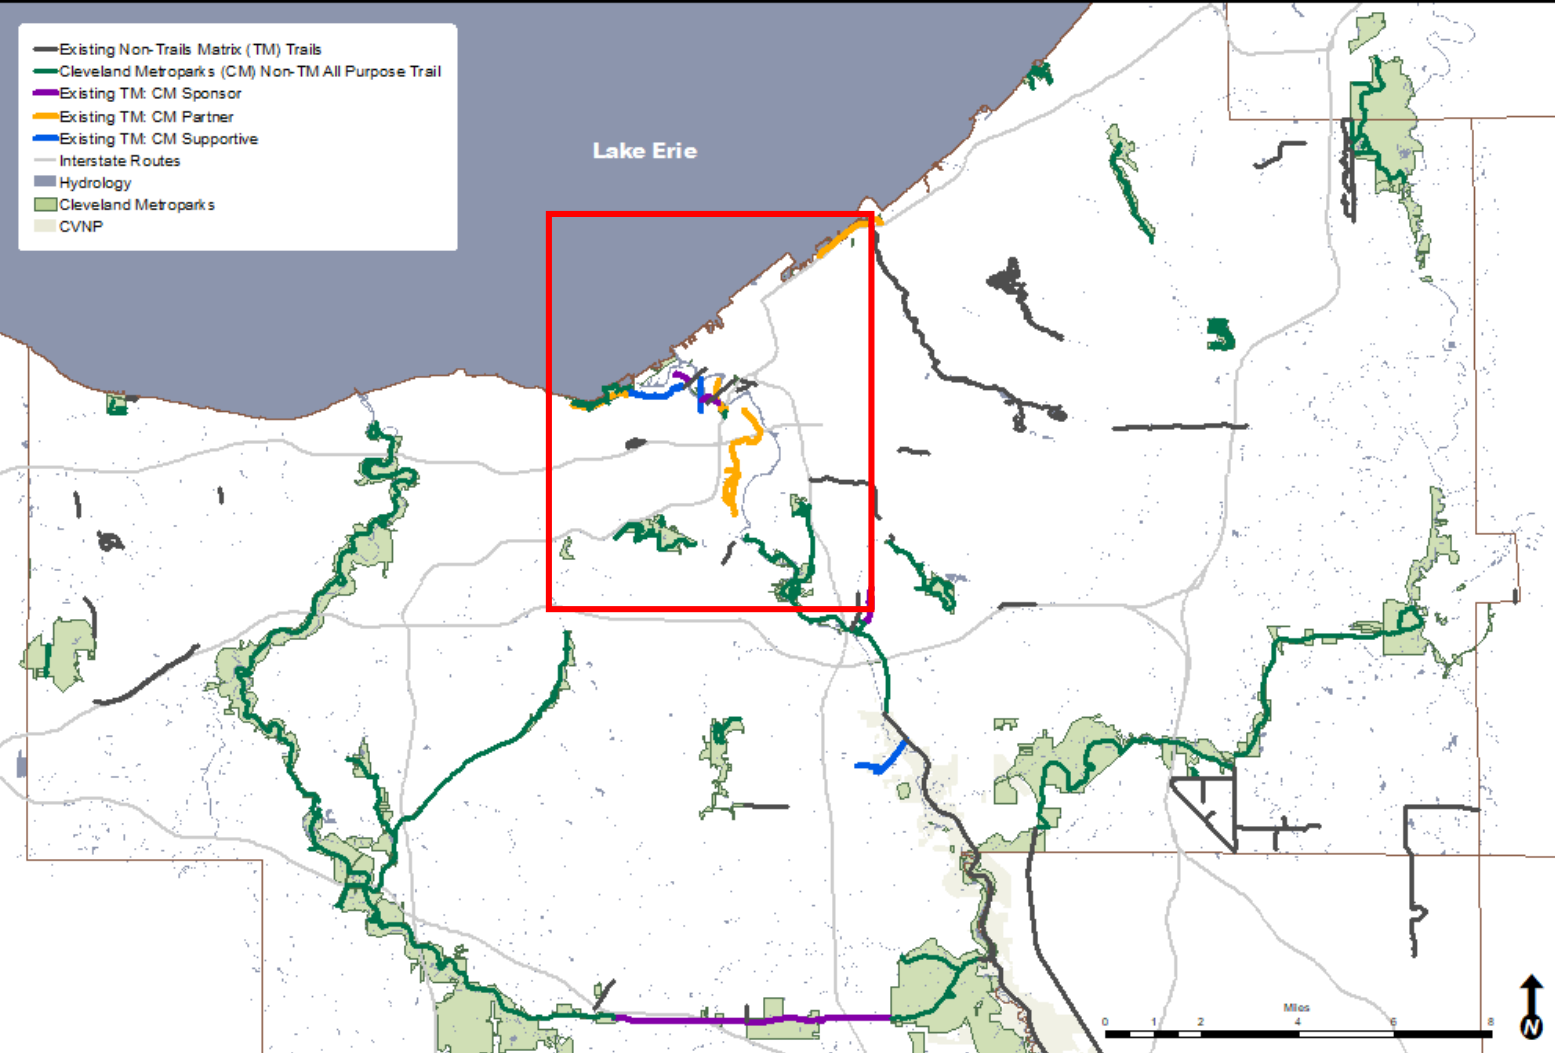 Existing Non-Trails Matrix (TM) Trails
Cleveland Metroparks (CM) Non-TM All Purpose Trail
Existing TM: CM Sponsor
Existing TM: CM Partner
Existing TM: CM Supportive
Interstate Routes
Hydrology
Cleveland Metroparks
CVNP
Lake Erie
Miles
0 1 2 4 6 8
N